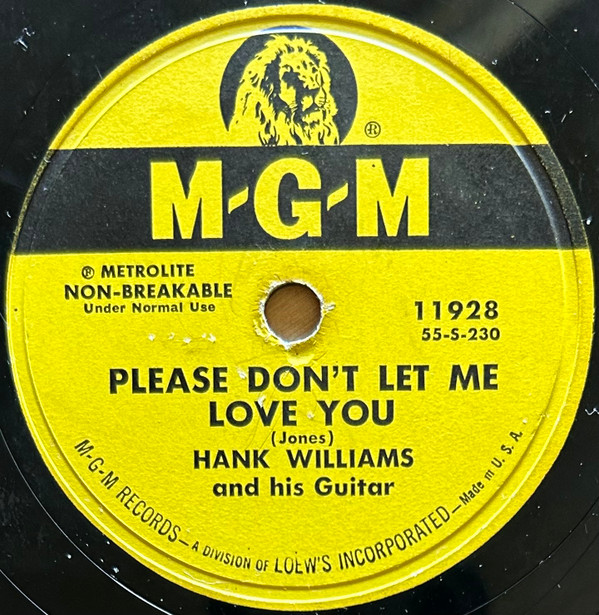 ®
M-G-M
® METROLITE
NON-BREAKABLE
Under Normal Use
11928
55-S-230
PLEASE DON'T LET ME
LOVE YOU
(Jones)
HANK WILLIAMS
and his Guitar
M-G-M RECORDS—A DIVISION OF LOEW'S INCORPORATED—Made in U. S. A.